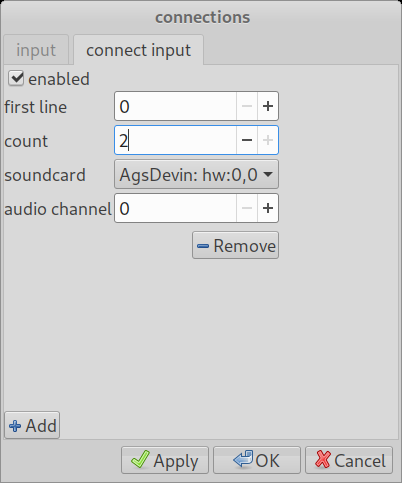 connections
input connect input
enabled
first line 0
count 2
soundcard AgsDevin: hw:0,0
audio channel 0
Remove
Add
Apply OK Cancel